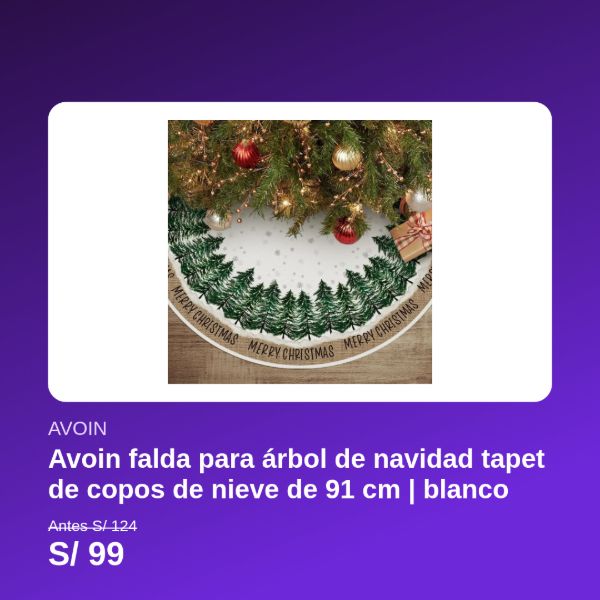 MERRY CHRISTMAS
MERRY CHRISTMAS
MERRY CHRISTMAS
MERR
AVOIN
Avoin falda para árbol de navidad tapet
de copos de nieve de 91 cm | blanco
Antes S/ 124
S/ 99